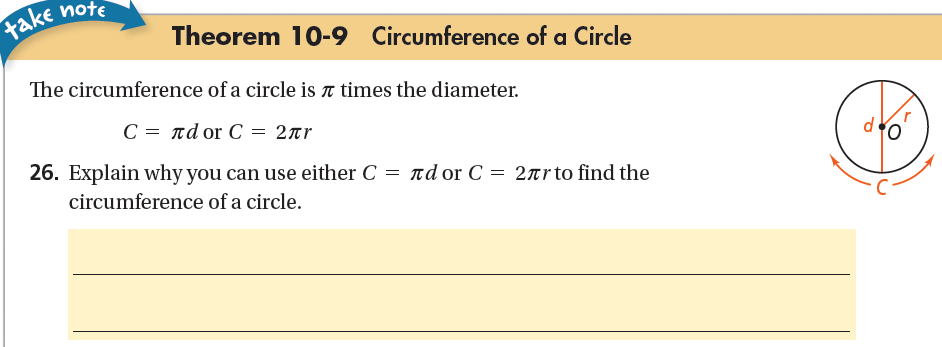 take note
Theorem 10-9 Circumference of a Circle
The circumference of a circle is π times the diameter.
C = πd or C = 2πr
26. Explain why you can use either C = πd or C = 2πr to find the
circumference of a circle.
d
r
O
C